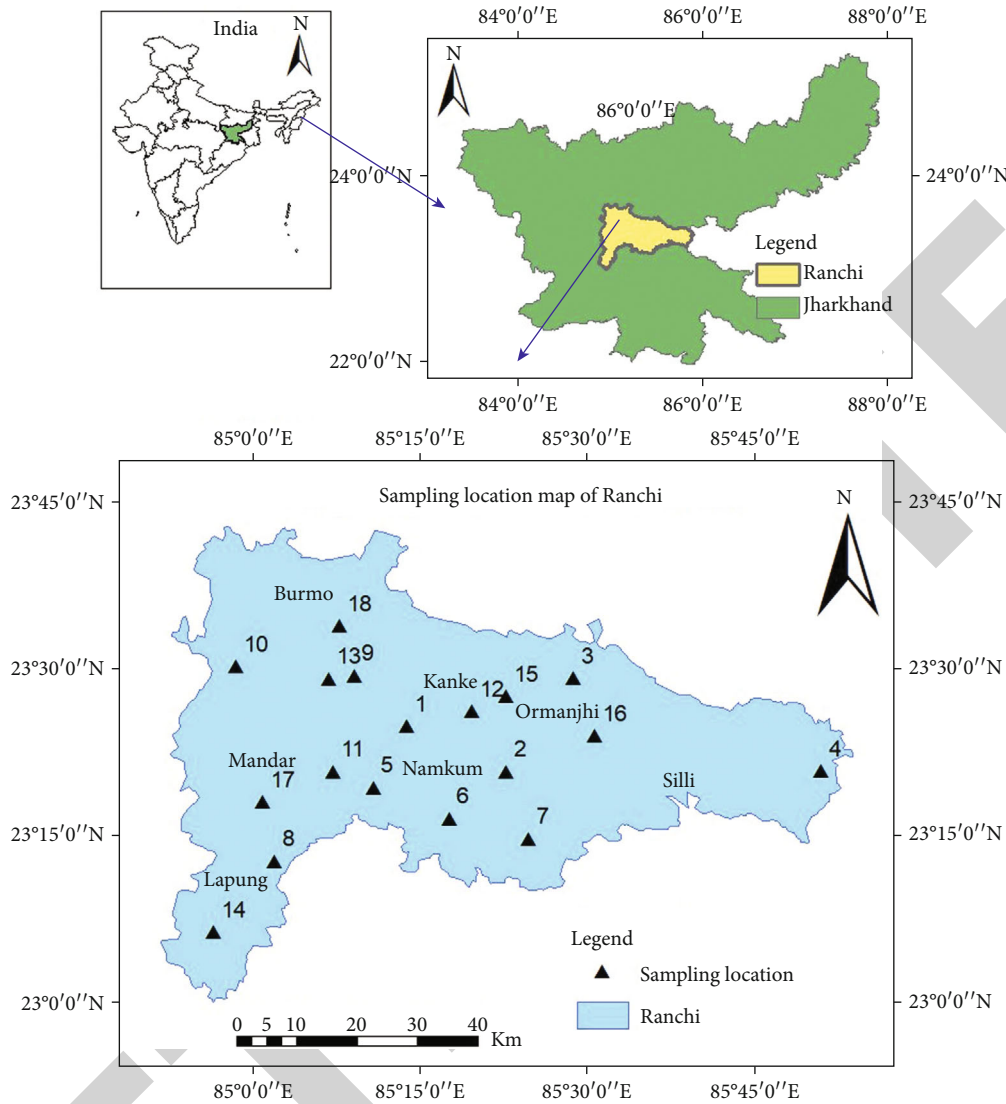 India
N
84°0′0″E
86°0′0″E
88°0′0″E
N
86°0′0″E
24°0′0″N
24°0′0″N
Legend
Ranchi
Jharkhand
22°0′0″N
22°0′0″N
84°0′0″E
86°0′0″E
88°0′0″E
85°0′0″E
85°15′0″E
85°30′0″E
85°45′0″E
23°45′0″N
Sampling location map of Ranchi
N
23°45′0″N
Burmo
18
10
13
9
3
23°30′0″N
23°30′0″N
Kanke
12
15
1
Ormanjhi
16
Mandar
11
5
Namkum
2
4
17
6
Silli
7
23°15′0″N
23°15′0″N
8
Lapung
14
Legend
Sampling location
23°0′0″N
23°0′0″N
Ranchi
0 5 10 20 30 40
Km
85°0′0″E
85°15′0″E
85°30′0″E
85°45′0″E